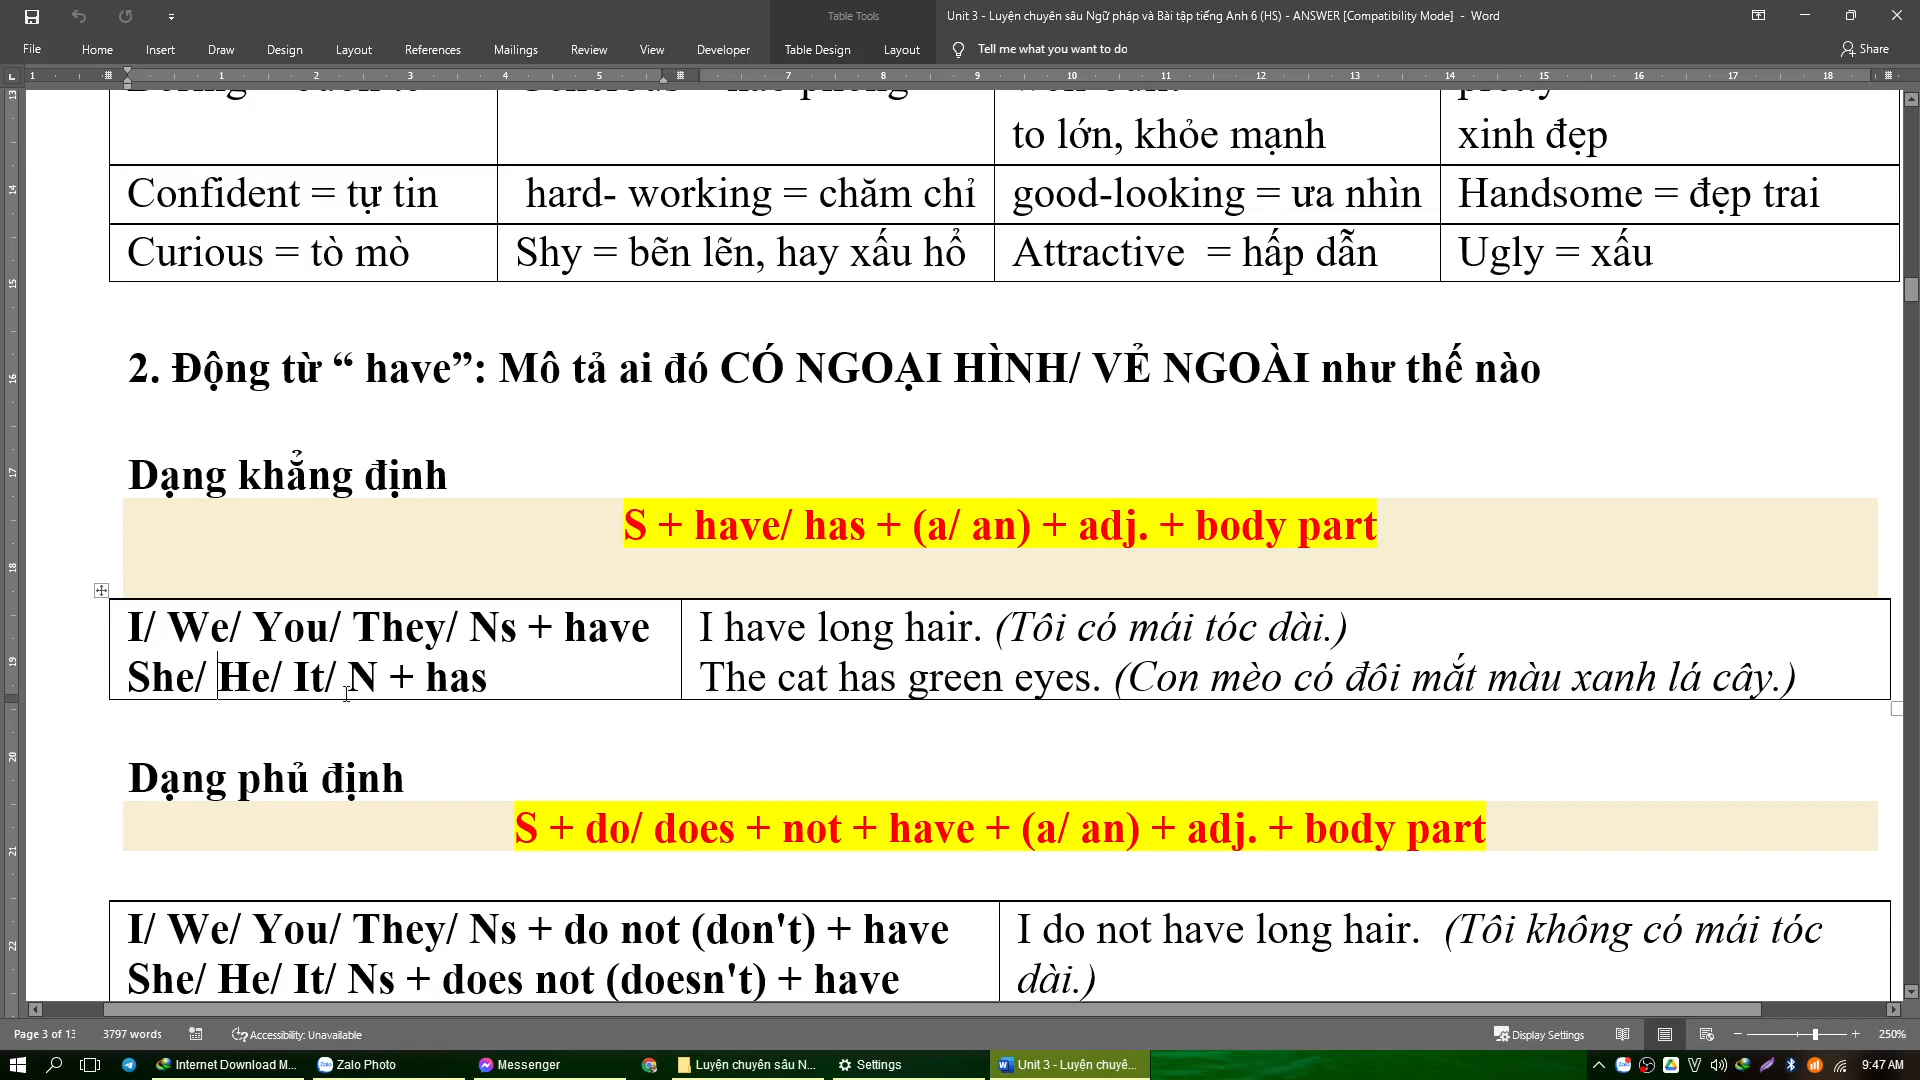 Table Tools
Unit 3 - Luyện chuyên sâu Ngữ pháp và Bài tập tiếng Anh 6 (HS) - ANSWER [Compatibility Mode] - Word
File Home Insert Draw Design Layout References Mailings Review View Developer Table Design Layout Tell me what you want to do Share
to lớn, khỏe mạnh
pretty
xinh đẹp
Confident = tự tin
hard- working = chăm chỉ
good-looking = ưa nhìn
Handsome = đẹp trai
Curious = tò mò
Shy = bẽn lẽn, hay xấu hổ
Attractive = hấp dẫn
Ugly = xấu
2. Động từ “ have”: Mô tả ai đó CÓ NGOẠI HÌNH/ VẺ NGOÀI như thế nào
Dạng khẳng định
S + have/ has + (a/ an) + adj. + body part
I/ We/ You/ They/ Ns + have
She/ He/ It/ N + has
I have long hair. (Tôi có mái tóc dài.)
The cat has green eyes. (Con mèo có đôi mắt màu xanh lá cây.)
Dạng phủ định
S + do/ does + not + have + (a/ an) + adj. + body part
I/ We/ You/ They/ Ns + do not (don't) + have
She/ He/ It/ Ns + does not (doesn't) + have
I do not have long hair. (Tôi không có mái tóc
dài.)
Page 3 of 13 3797 words Accessibility: Unavailable Display Settings 250%
Internet Download M... Zalo Photo Messenger Luyện chuyên sâu N... Settings Unit 3 - Luyện chuyê... 9:47 AM